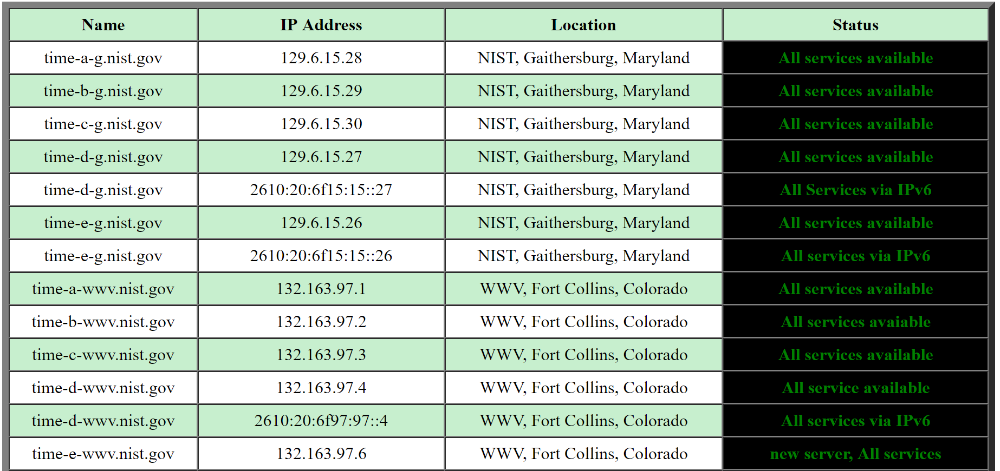 Name IP Address Location Status
time-a-g.nist.gov 129.6.15.28 NIST, Gaithersburg, Maryland All services available
time-b-g.nist.gov 129.6.15.29 NIST, Gaithersburg, Maryland All services available
time-c-g.nist.gov 129.6.15.30 NIST, Gaithersburg, Maryland All services available
time-d-g.nist.gov 129.6.15.27 NIST, Gaithersburg, Maryland All services available
time-d-g.nist.gov 2610:20:6f15:15::27 NIST, Gaithersburg, Maryland All Services via IPv6
time-e-g.nist.gov 129.6.15.26 NIST, Gaithersburg, Maryland All services available
time-e-g.nist.gov 2610:20:6f15:15::26 NIST, Gaithersburg, Maryland All services via IPv6
time-a-wwv.nist.gov 132.163.97.1 WWV, Fort Collins, Colorado All services available
time-b-wwv.nist.gov 132.163.97.2 WWV, Fort Collins, Colorado All services avaiable
time-c-wwv.nist.gov 132.163.97.3 WWV, Fort Collins, Colorado All services available
time-d-wwv.nist.gov 132.163.97.4 WWV, Fort Collins, Colorado All service available
time-d-wwv.nist.gov 2610:20:6f97:97::4 WWV, Fort Collins, Colorado All services via IPv6
time-e-wwv.nist.gov 132.163.97.6 WWV, Fort Collins, Colorado new server, All services